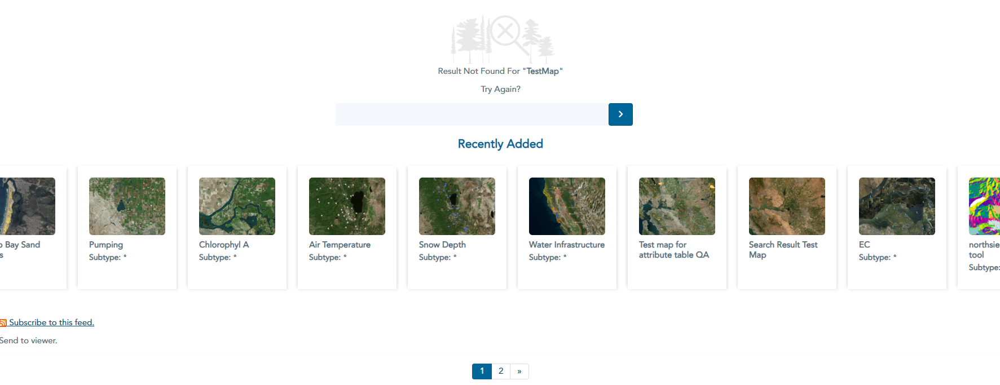 Result Not Found For "TestMap"
Try Again?
Recently Added
Bay Sand
Pumping
Subtype: *
Chlorophyl A
Subtype: *
Air Temperature
Subtype: *
Snow Depth
Subtype: *
Water Infrastructure
Subtype: *
Test map for
attribute table QA
Search Result Test
Map
EC
Subtype: *
northsie
tool
Subtype:
Subscribe to this feed.
Send to viewer.
1 2 »